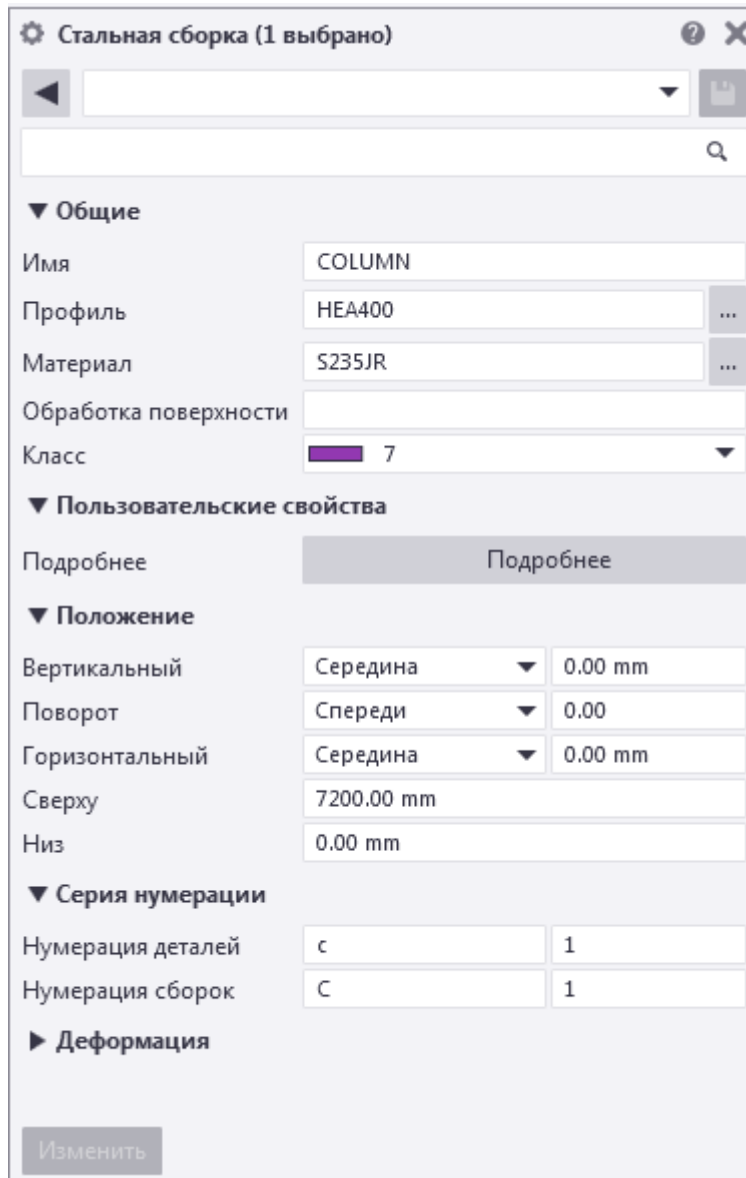 Стальная сборка (1 выбрано)
Общие
Имя COLUMN
Профиль HEA400 ...
Материал S235JR ...
Обработка поверхности
Класс 7
Пользовательские свойства
Подробнее Подробнее
Положение
Вертикальный Середина 0.00 mm
Поворот Спереди 0.00
Горизонтальный Середина 0.00 mm
Сверху 7200.00 mm
Низ 0.00 mm
Серия нумерации
Нумерация деталей c 1
Нумерация сборок C 1
Деформация
Изменить